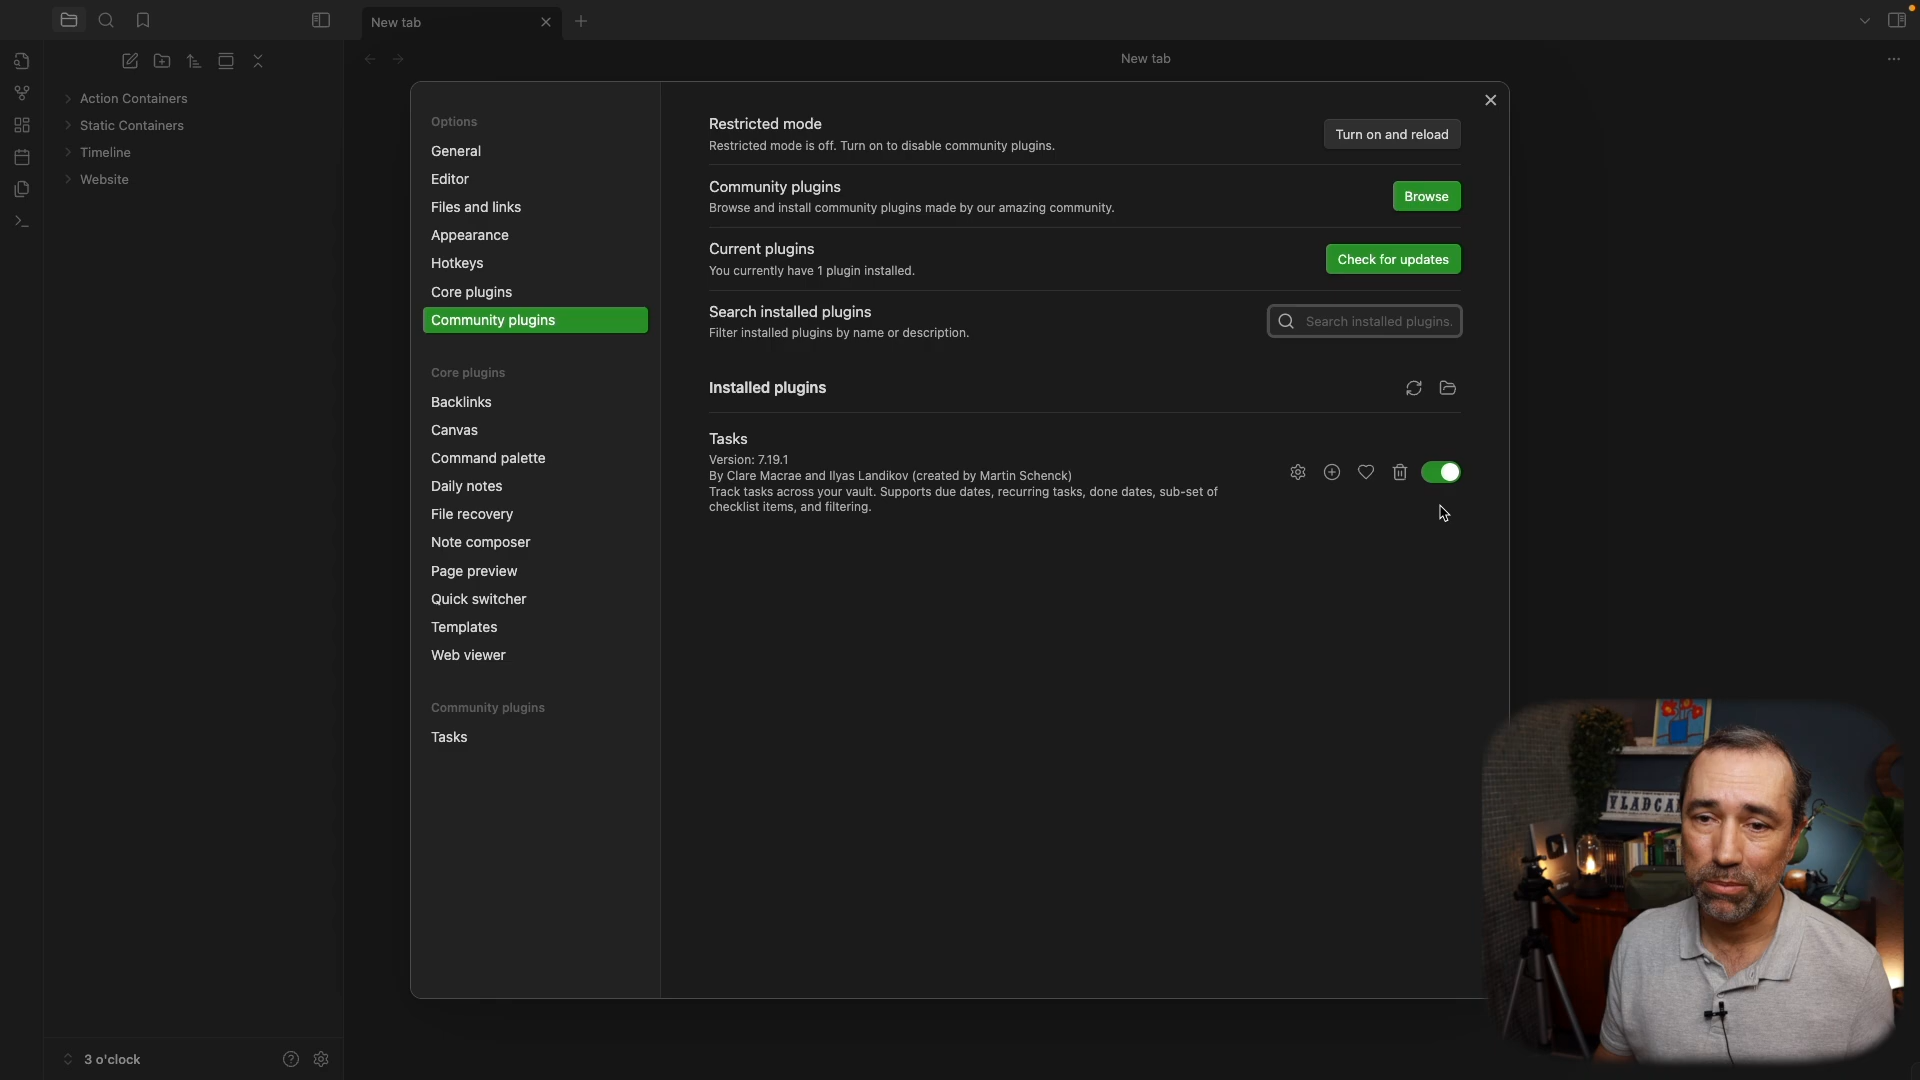 New tab
New tab
Action Containers
Static Containers
Timeline
Website
3 o'clock
Options
General
Editor
Files and links
Appearance
Hotkeys
Core plugins
Community plugins
Core plugins
Backlinks
Canvas
Command palette
Daily notes
File recovery
Note composer
Page preview
Quick switcher
Templates
Web viewer
Community plugins
Tasks
Restricted mode
Restricted mode is off. Turn on to disable community plugins.
Turn on and reload
Community plugins
Browse and install community plugins made by our amazing community.
Browse
Current plugins
You currently have 1 plugin installed.
Check for updates
Search installed plugins
Filter installed plugins by name or description.
Search installed plugins.
Installed plugins
Tasks
Version: 7.19.1
By Clare Macrae and Ilyas Landikov (created by Martin Schenck)
Track tasks across your vault. Supports due dates, recurring tasks, done dates, sub-set of
checklist items, and filtering.
VLADCA